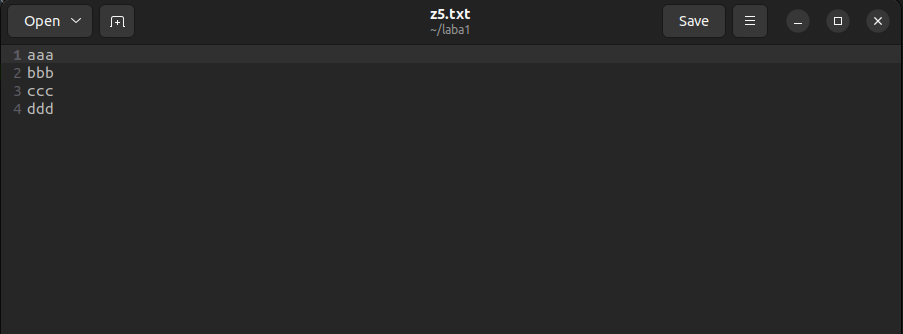 Open
z5.txt
~/laba1
Save
1 aaa
2 bbb
3 ccc
4 ddd